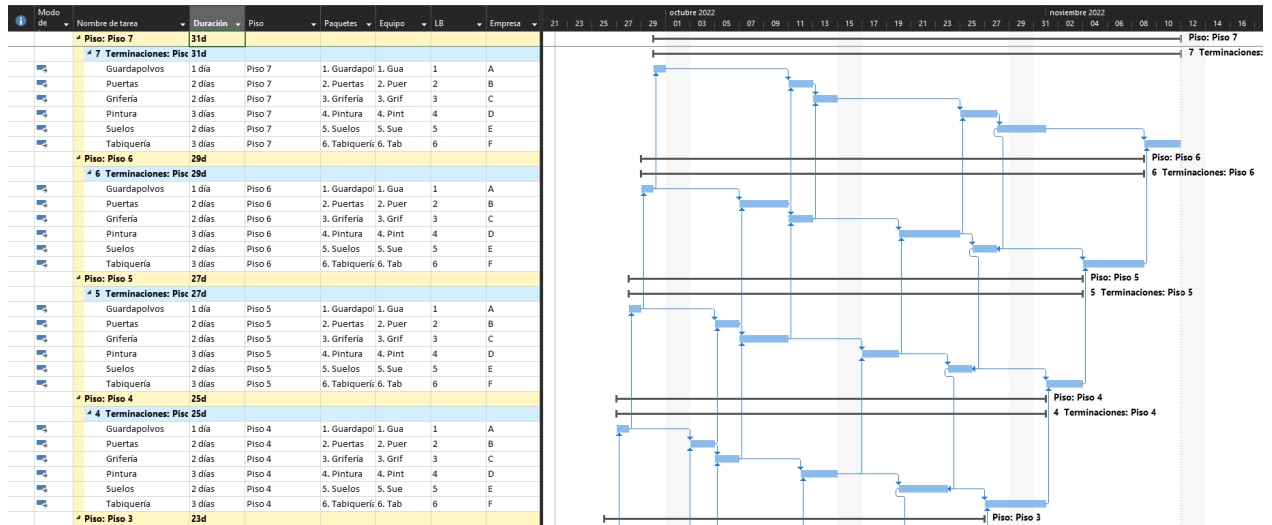 Modo de Nombre de tarea Duración Piso Paquetes Equipo LB Empresa
octubre 2022 noviembre 2022
21 23 25 27 29 01 03 05 07 09 11 13 15 17 19 21 23 25 27 29 31 02 04 06 08 10 12 14 16
Piso: Piso 7 31d Piso: Piso 7
7 Terminaciones: Pisc 31d 7 Terminaciones:
Guardapolvos 1 día Piso 7 1. Guardapol 1. Gua 1 A
Puertas 2 días Piso 7 2. Puertas 2. Puer 2 B
Grifería 2 días Piso 7 3. Grifería 3. Grif 3 C
Pintura 3 días Piso 7 4. Pintura 4. Pint 4 D
Suelos 2 días Piso 7 5. Suelos 5. Sue 5 E
Tabiquería 3 días Piso 7 6. Tabiquería 6. Tab 6 F
Piso: Piso 6 29d Piso: Piso 6
6 Terminaciones: Pisc 29d 6 Terminaciones: Piso 6
Guardapolvos 1 día Piso 6 1. Guardapol 1. Gua 1 A
Puertas 2 días Piso 6 2. Puertas 2. Puer 2 B
Grifería 2 días Piso 6 3. Grifería 3. Grif 3 C
Pintura 3 días Piso 6 4. Pintura 4. Pint 4 D
Suelos 2 días Piso 6 5. Suelos 5. Sue 5 E
Tabiquería 3 días Piso 6 6. Tabiquería 6. Tab 6 F
Piso: Piso 5 27d Piso: Piso 5
5 Terminaciones: Pisc 27d 5 Terminaciones: Piso 5
Guardapolvos 1 día Piso 5 1. Guardapol 1. Gua 1 A
Puertas 2 días Piso 5 2. Puertas 2. Puer 2 B
Grifería 2 días Piso 5 3. Grifería 3. Grif 3 C
Pintura 3 días Piso 5 4. Pintura 4. Pint 4 D
Suelos 2 días Piso 5 5. Suelos 5. Sue 5 E
Tabiquería 3 días Piso 5 6. Tabiquería 6. Tab 6 F
Piso: Piso 4 25d Piso: Piso 4
4 Terminaciones: Pisc 25d 4 Terminaciones: Piso 4
Guardapolvos 1 día Piso 4 1. Guardapol 1. Gua 1 A
Puertas 2 días Piso 4 2. Puertas 2. Puer 2 B
Grifería 2 días Piso 4 3. Grifería 3. Grif 3 C
Pintura 3 días Piso 4 4. Pintura 4. Pint 4 D
Suelos 2 días Piso 4 5. Suelos 5. Sue 5 E
Tabiquería 3 días Piso 4 6. Tabiquería 6. Tab 6 F
Piso: Piso 3 23d Piso: Piso 3